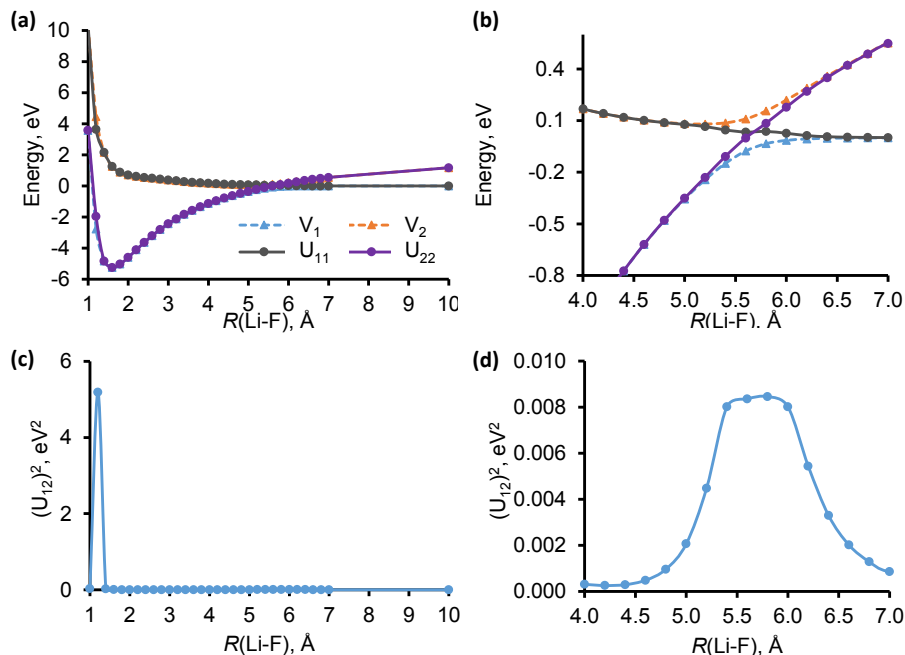 (a)
10
8
6
4
2
0
-2
-4
-6
Energy, eV
V1
V2
U11
U22
1 2 3 4 5 6 7 8 9 10
R(Li-F), Å
(b)
0.4
0.1
-0.2
-0.5
-0.8
Energy, eV
4.0 4.5 5.0 5.5 6.0 6.5 7.0
R(Li-F), Å
(c)
6
4
2
0
(U12)², eV²
1 2 3 4 5 6 7 8 9 10
R(Li-F), Å
(d)
0.010
0.008
0.006
0.004
0.002
0.000
(U12)², eV²
4.0 4.5 5.0 5.5 6.0 6.5 7.0
R(Li-F), Å